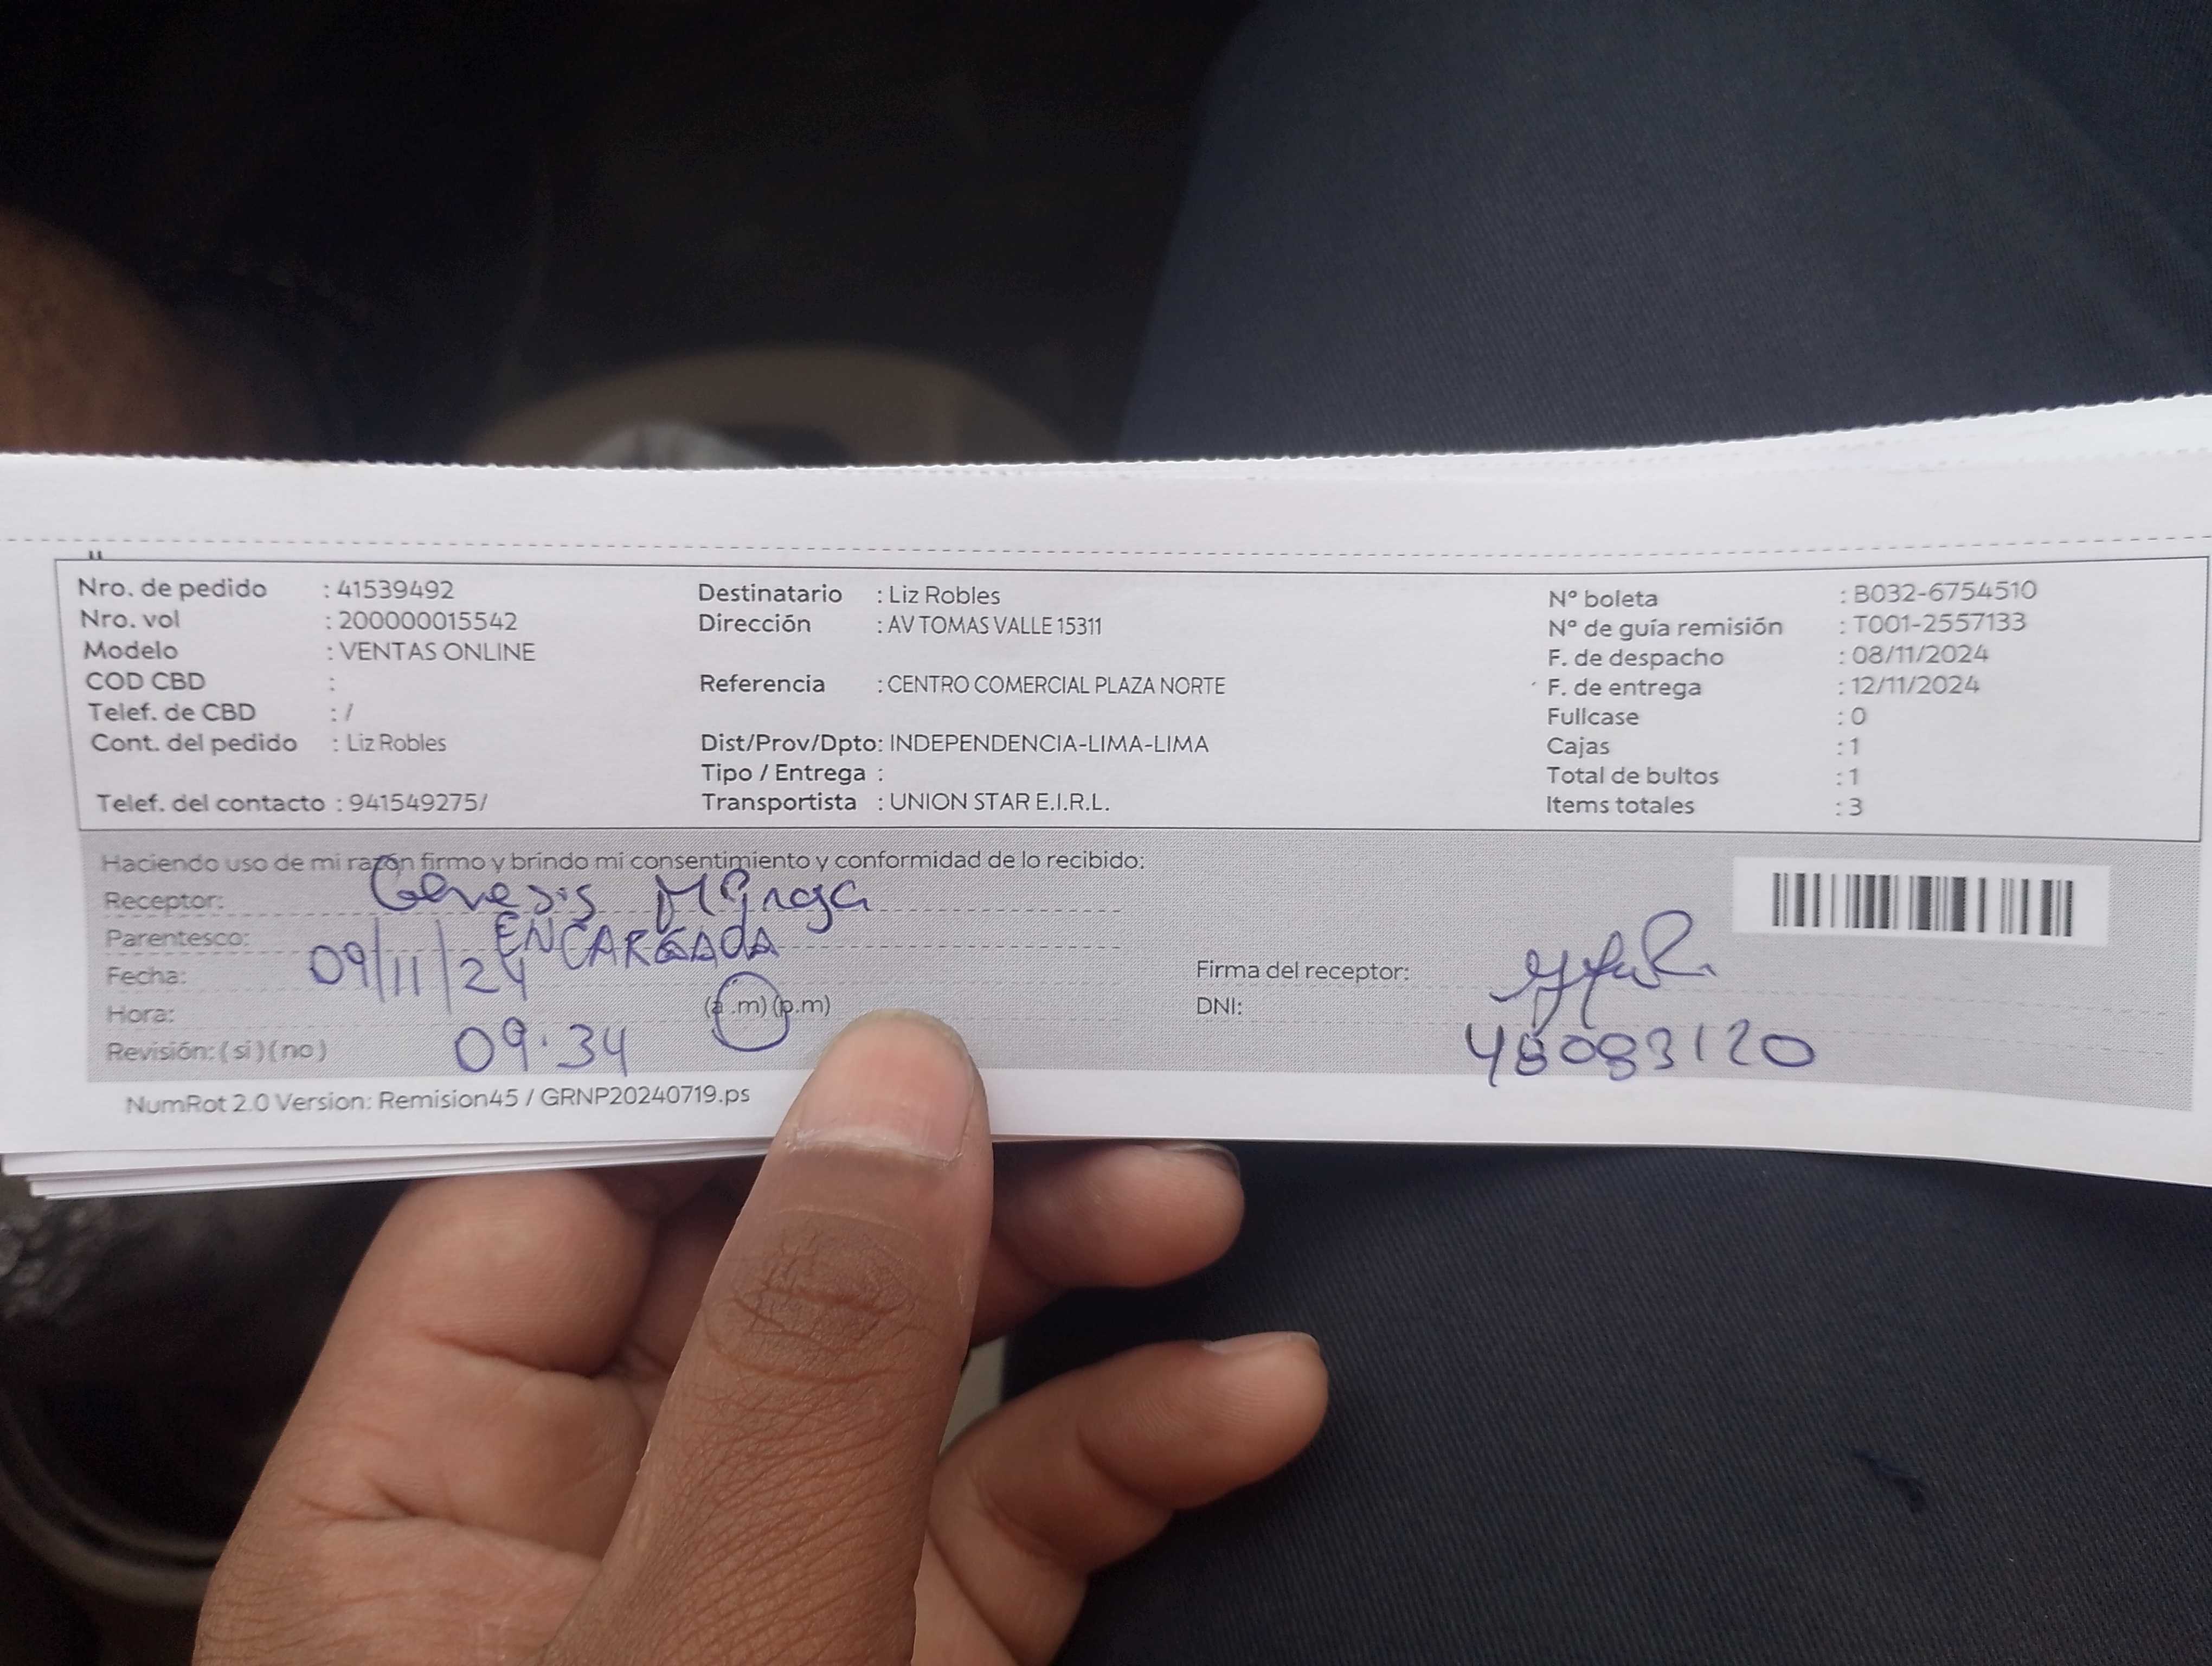 Nro. de pedido : 41539492
Nro. vol : 200000015542
Modelo : VENTAS ONLINE
COD CBD :
Telef. de CBD : /
Cont. del pedido : Liz Robles
Telef. del contacto : 941549275/
Destinatario : Liz Robles
Dirección : AV TOMAS VALLE 15311
Referencia : CENTRO COMERCIAL PLAZA NORTE
Dist/Prov/Dpto: INDEPENDENCIA-LIMA-LIMA
Tipo / Entrega :
Transportista : UNION STAR E.I.R.L.
N° boleta : B032-6754510
N° de guía remisión : T001-2557133
F. de despacho : 08/11/2024
F. de entrega : 12/11/2024
Fullcase : 0
Cajas : 1
Total de bultos : 1
Items totales : 3
Haciendo uso de mi razón firmo y brindo mi consentimiento y conformidad de lo recibido:
Receptor: Genesis
Parentesco: ENCARGADA
Fecha: 09/11/24
Hora: 09:34 (a.m) (p.m)
Revisión: ( si ) ( no )
Firma del receptor:
DNI: 48083120
NumRot 2.0 Version: Remision45 / GRNP20240719.ps